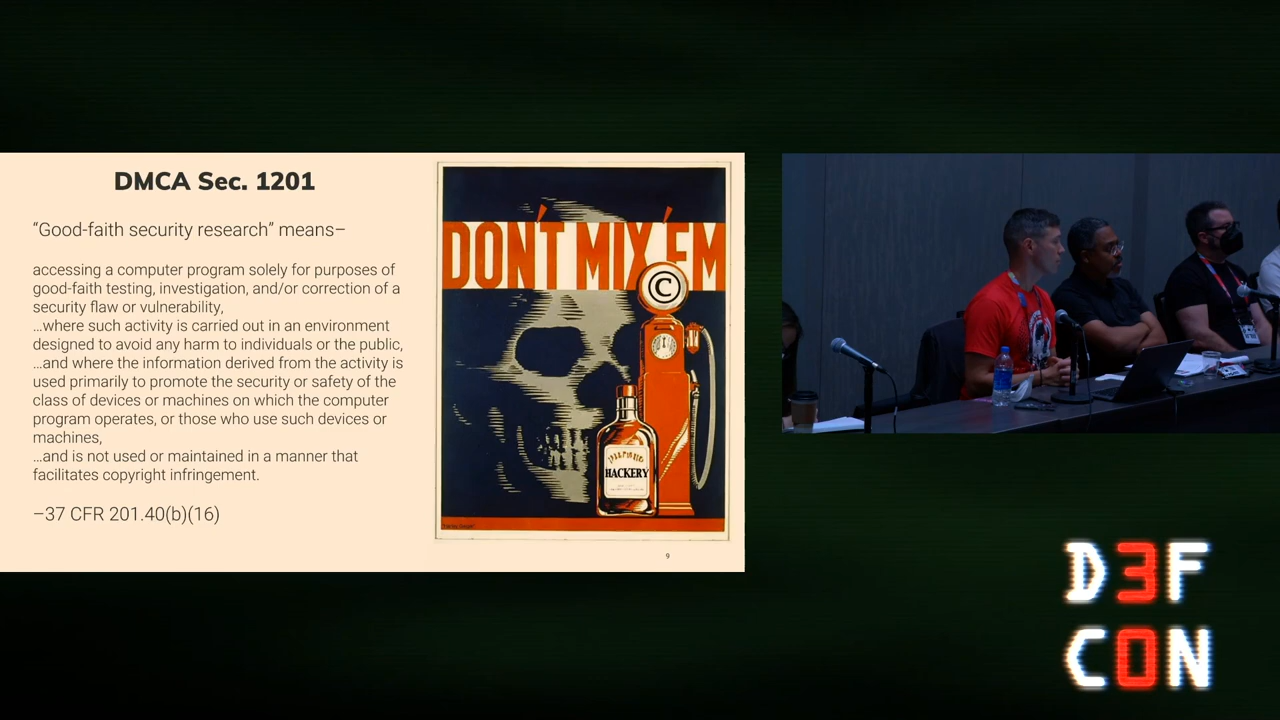 DMCA Sec. 1201
“Good-faith security research” means–
accessing a computer program solely for purposes of
good-faith testing, investigation, and/or correction of a
security flaw or vulnerability,
…where such activity is carried out in an environment
designed to avoid any harm to individuals or the public,
…and where the information derived from the activity is
used primarily to promote the security or safety of the
class of devices or machines on which the computer
program operates, or those who use such devices or
machines,
…and is not used or maintained in a manner that
facilitates copyright infringement.
–37 CFR 201.40(b)(16)
DON'T MIX 'EM
©
HACKERY
9
D3F
C0N